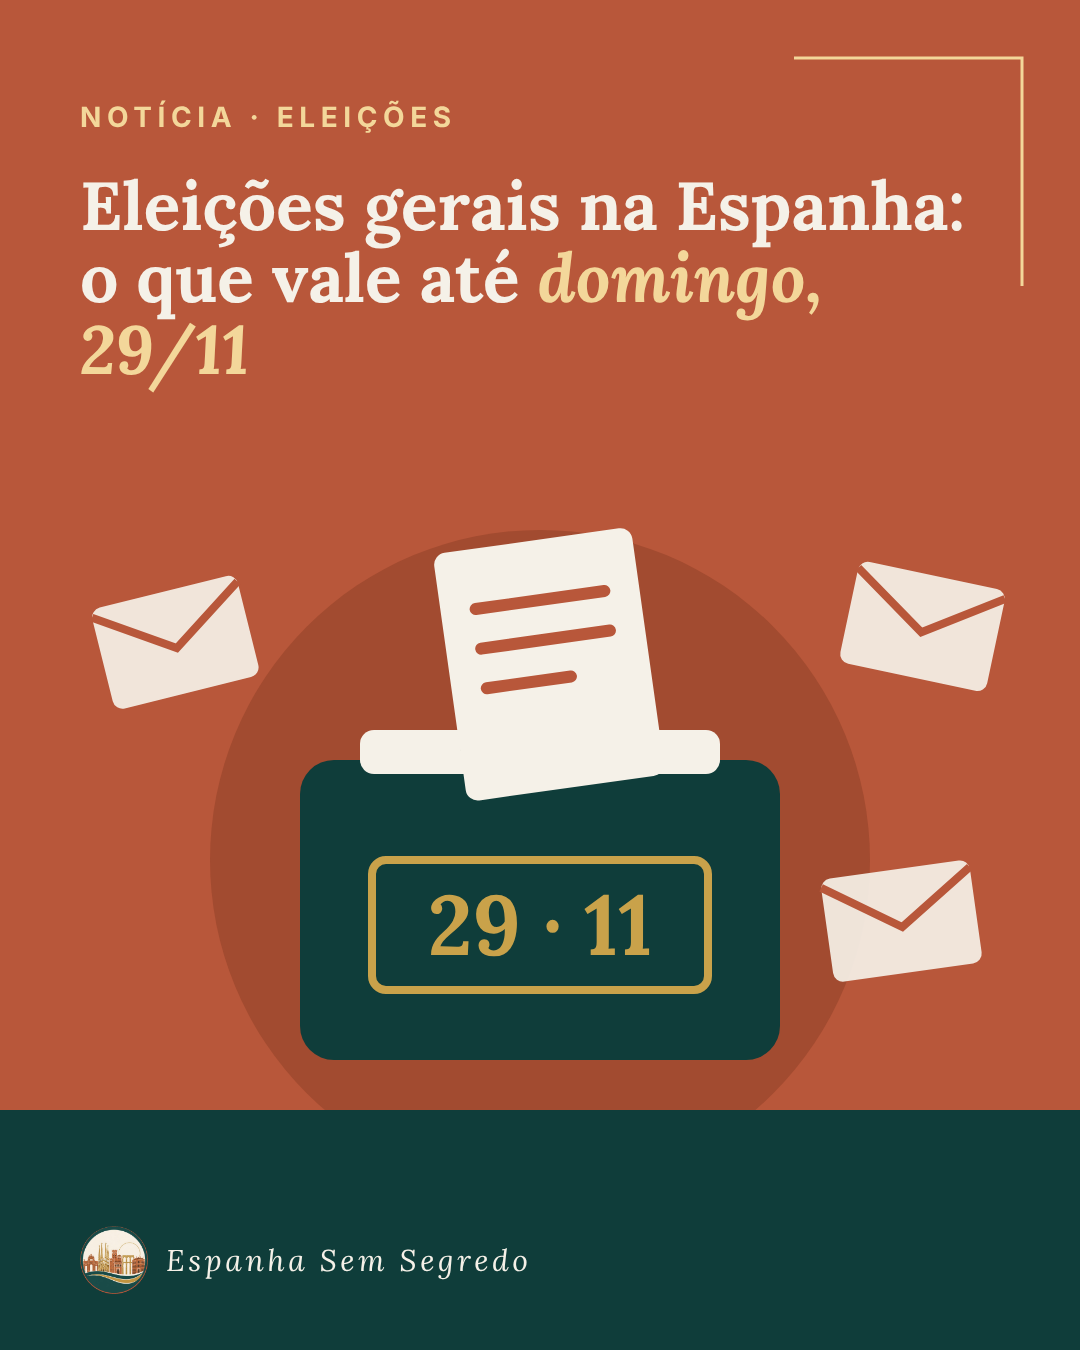 NOTÍCIA · ELEIÇÕES
Eleições gerais na Espanha:
o que vale até domingo,
29/11
29 · 11
Espanha Sem Segredo